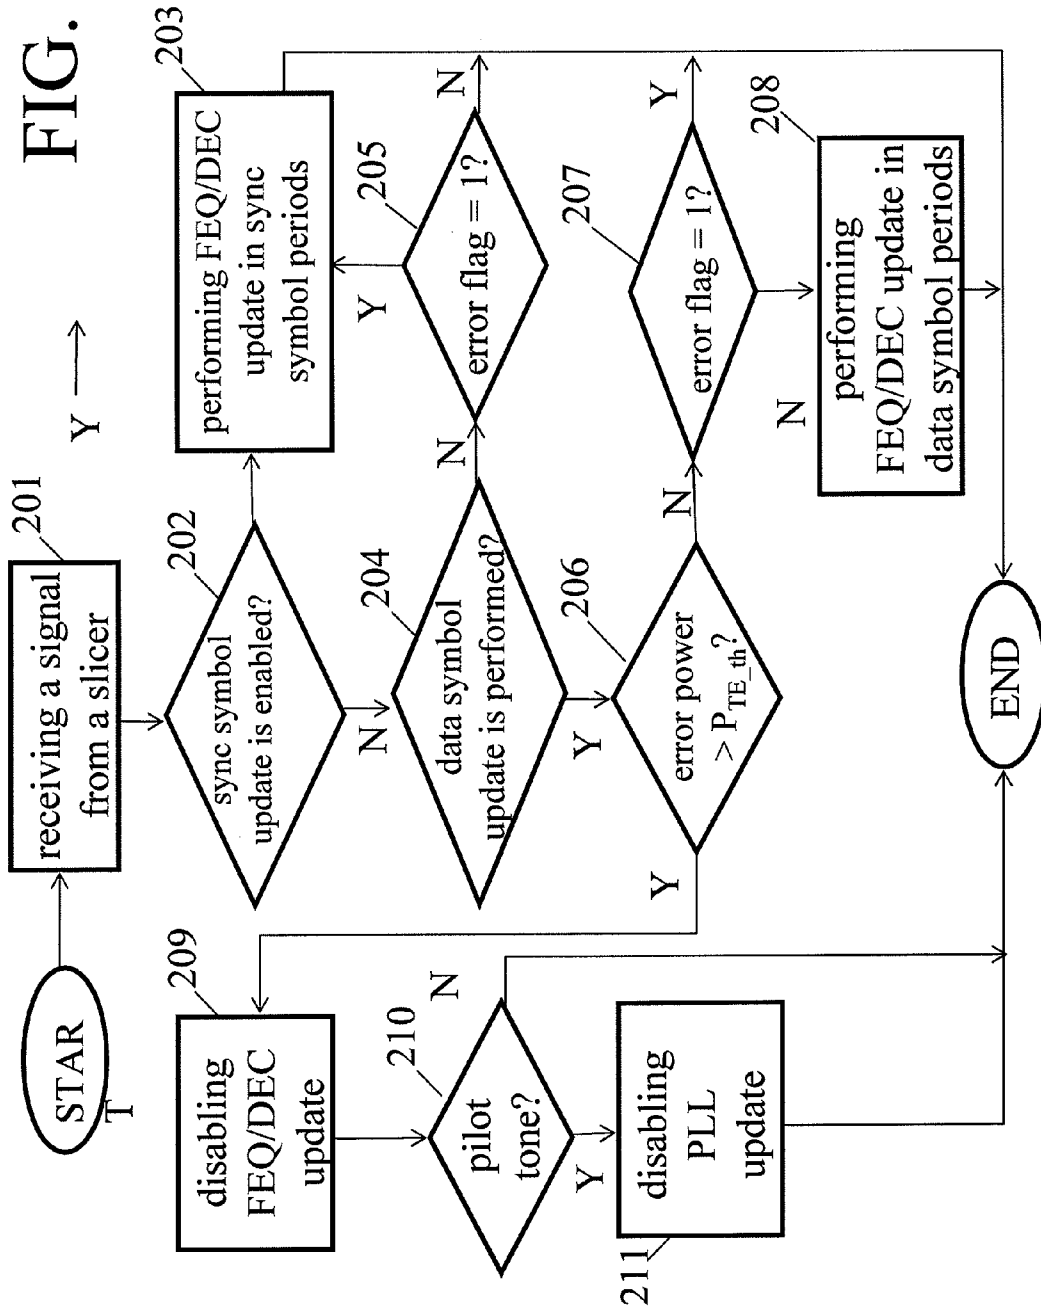 FIG.
Y
START
receiving a signal
from a slicer
201
sync symbol
update is enabled?
202
performing FEQ/DEC
update in sync
symbol periods
203
N
data symbol
update is performed?
204
N
error flag = 1?
205
Y
N
Y
error power
> P_TE_th?
206
N
error flag = 1?
207
Y
N
performing
FEQ/DEC update in
data symbol periods
208
Y
disabling
FEQ/DEC
update
209
pilot
tone?
210
N
Y
disabling
PLL
update
211
END